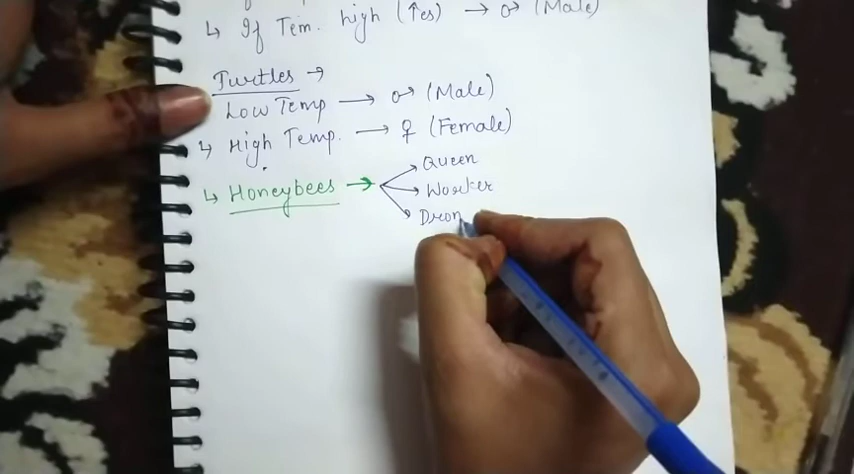 ↳ If Tem. high (↑es) → ♂ (Male)
Turtles →
Low Temp → ♂ (Male)
↳ High Temp. → ♀ (Female)
↳ Honeybees → Queen
Worker
Dron